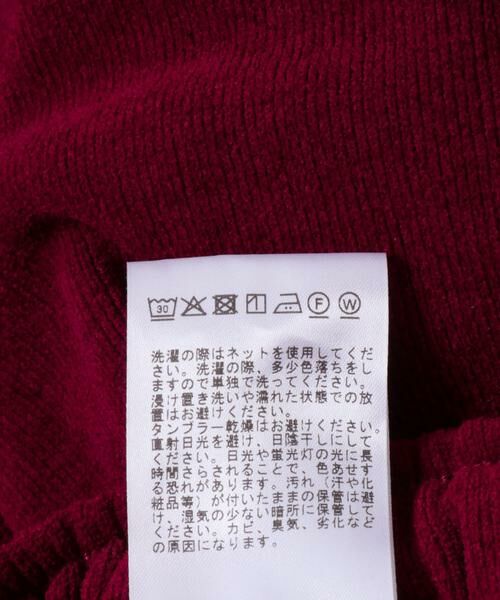 30 F W
洗濯の際はネットを使用してくだ
さい。洗濯の際、多少色落ちをし
ますので単独で洗ってください。
浸け置き洗いや濡れた状態での放
置はお避けください。
タンブラー乾燥はお避けください。
直射日光を避け、日陰干しにして
ください。日光や蛍光灯の光に長
時間さらされることで、色あせす
る恐れがあります。汚れ（汗や化
粧品等）が付いたままの保管は避
け、湿気の少ない暗所に保管して
ください。カビ、臭気、劣化など
の原因になります。